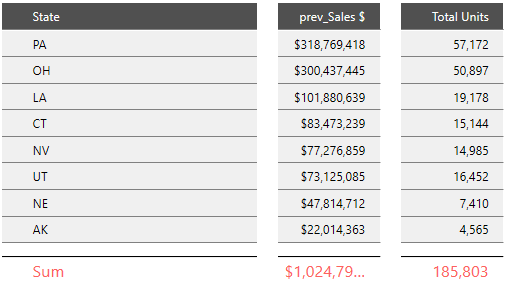 State prev_Sales $ Total Units
PA $318,769,418 57,172
OH $300,437,445 50,897
LA $101,880,639 19,178
CT $83,473,239 15,144
NV $77,276,859 14,985
UT $73,125,085 16,452
NE $47,814,712 7,410
AK $22,014,363 4,565
Sum $1,024,79... 185,803